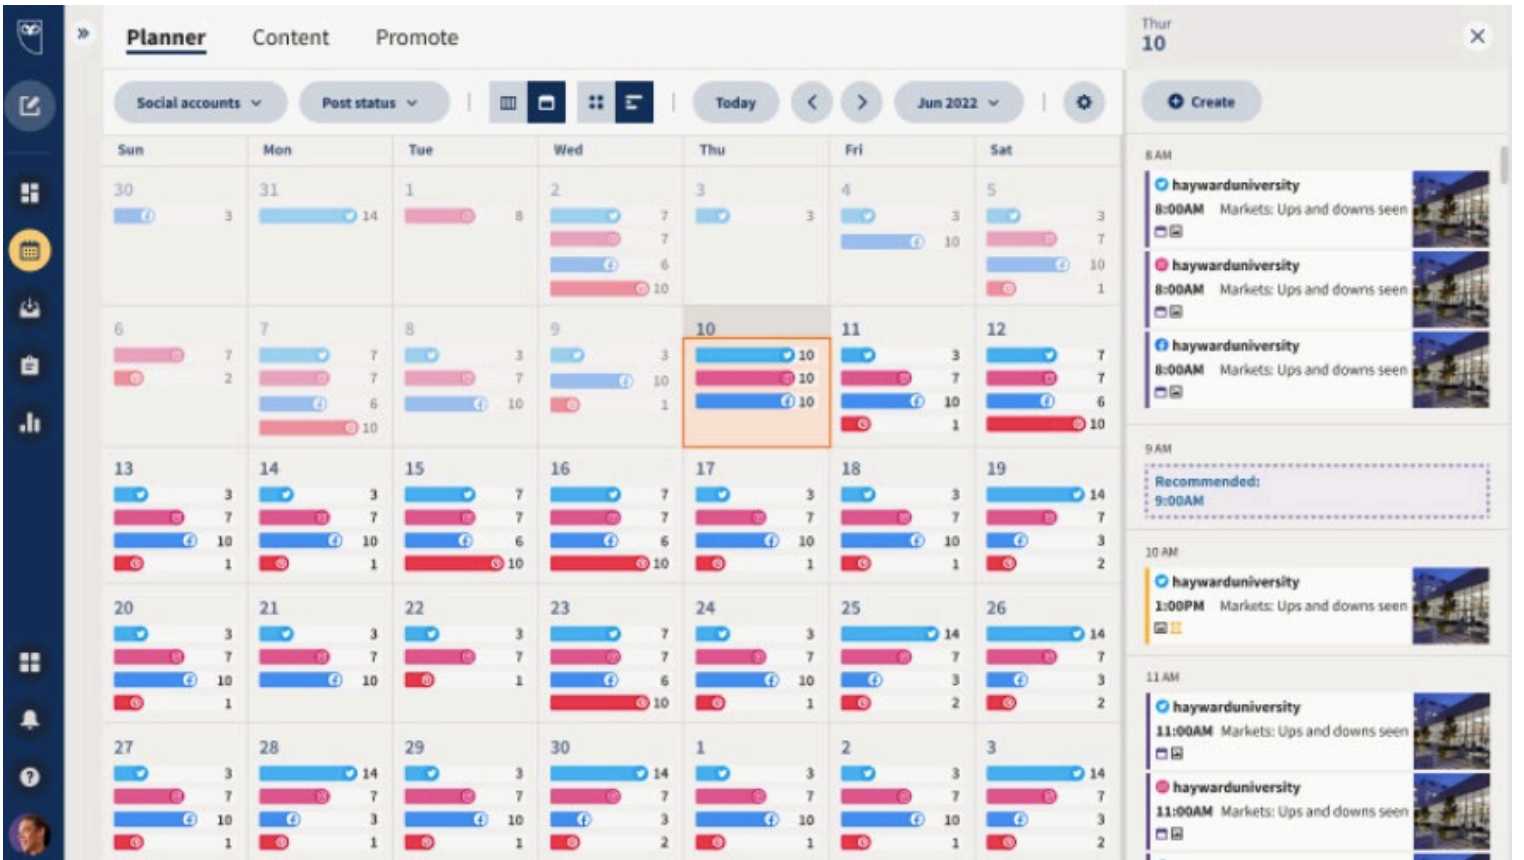 Planner Content Promote
Social accounts Post status Today Jun 2022
Sun Mon Tue Wed Thu Fri Sat
30 31 1 2 3 4 5
3 14 8 7 3 3 3
7 10 7
6 10
10 1
6 7 8 9 10 11 12
7 7 3 3 10 3 7
2 7 7 10 10 7 7
6 10 1 10 10 6
10 1 10
13 14 15 16 17 18 19
3 3 7 7 3 3 14
7 7 7 7 7 7 7
10 10 6 6 10 10 3
1 1 10 10 1 1 2
20 21 22 23 24 25 26
3 3 3 7 3 14 14
7 7 7 7 7 7 7
10 10 1 6 10 3 3
1 10 1 2 2
27 28 29 30 1 2 3
3 14 3 14 3 3 14
7 7 7 7 7 7 7
10 3 10 3 10 10 3
1 1 1 2 1 1 2
Thur
10
Create
8 AM
haywarduniversity
8:00AM Markets: Ups and downs seen
haywarduniversity
8:00AM Markets: Ups and downs seen
haywarduniversity
8:00AM Markets: Ups and downs seen
9 AM
Recommended:
9:00AM
10 AM
haywarduniversity
1:00PM Markets: Ups and downs seen
11 AM
haywarduniversity
11:00AM Markets: Ups and downs seen
haywarduniversity
11:00AM Markets: Ups and downs seen